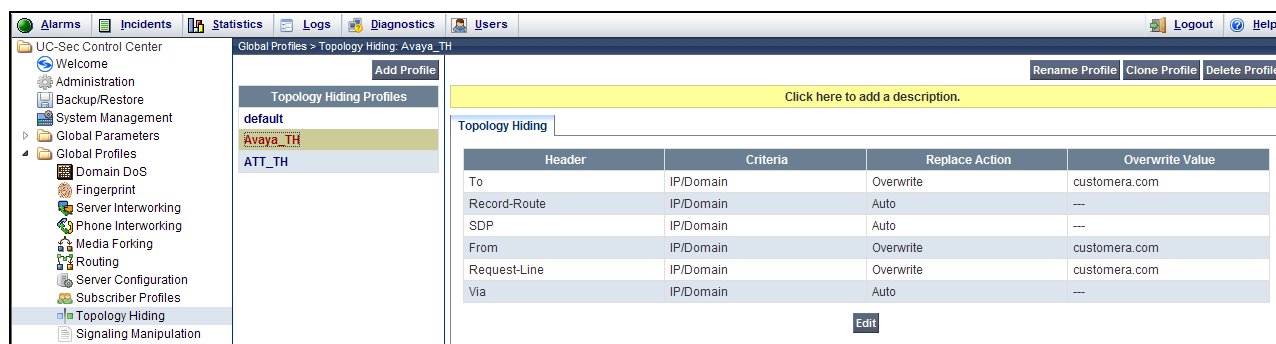 Alarms Incidents Statistics Logs Diagnostics Users Logout Help
UC-Sec Control Center
Welcome
Administration
Backup/Restore
System Management
Global Parameters
Global Profiles
Domain DoS
Fingerprint
Server Interworking
Phone Interworking
Media Forking
Routing
Server Configuration
Subscriber Profiles
Topology Hiding
Signaling Manipulation
Global Profiles > Topology Hiding: Avaya_TH
Add Profile
Topology Hiding Profiles
default
Avaya_TH
ATT_TH
Rename Profile Clone Profile Delete Profile
Click here to add a description.
Topology Hiding
Header Criteria Replace Action Overwrite Value
To IP/Domain Overwrite customera.com
Record-Route IP/Domain Auto ---
SDP IP/Domain Auto ---
From IP/Domain Overwrite customera.com
Request-Line IP/Domain Overwrite customera.com
Via IP/Domain Auto ---
Edit